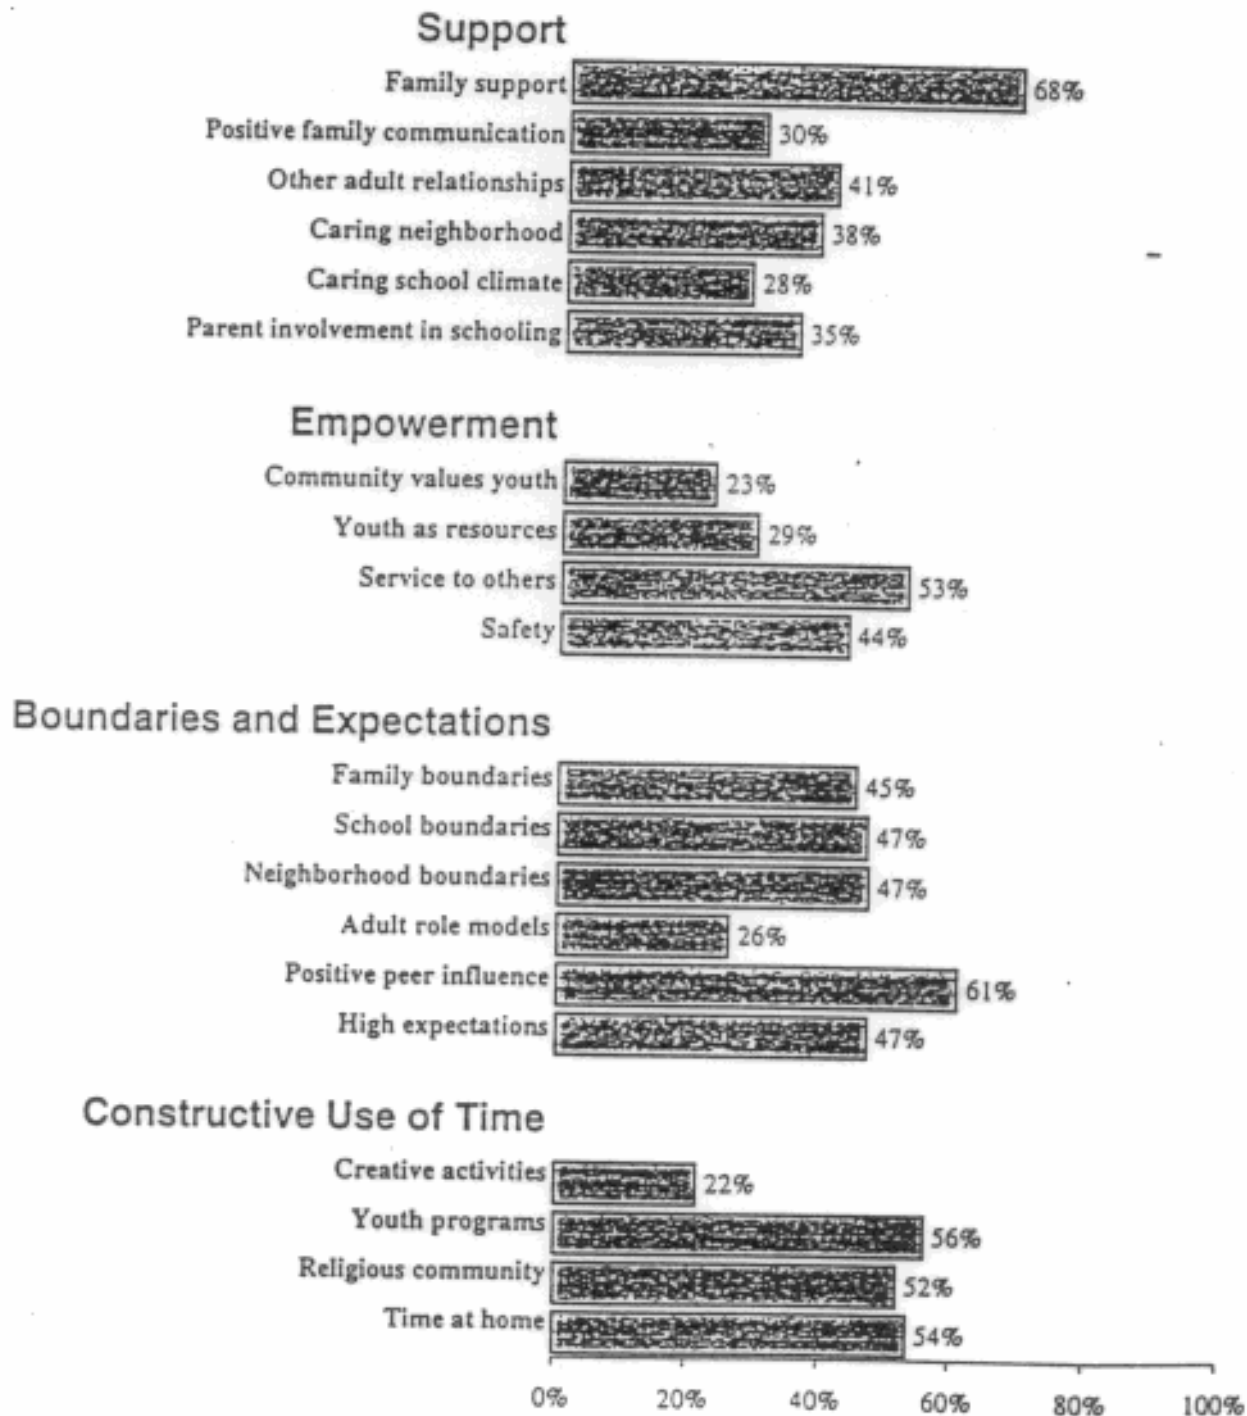 Support
Family support 68%
Positive family communication 30%
Other adult relationships 41%
Caring neighborhood 38%
Caring school climate 28%
Parent involvement in schooling 35%
Empowerment
Community values youth 23%
Youth as resources 29%
Service to others 53%
Safety 44%
Boundaries and Expectations
Family boundaries 45%
School boundaries 47%
Neighborhood boundaries 47%
Adult role models 26%
Positive peer influence 61%
High expectations 47%
Constructive Use of Time
Creative activities 22%
Youth programs 56%
Religious community 52%
Time at home 54%
0% 20% 40% 60% 80% 100%